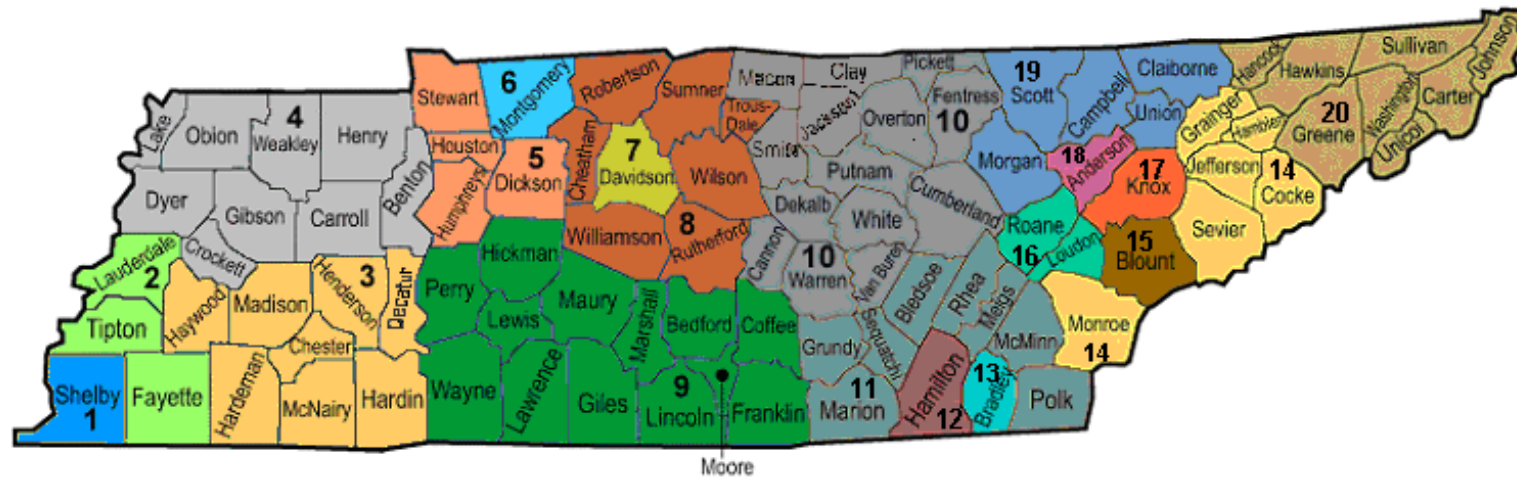 Lake
Obion
4
Weakley
Henry
Dyer
Gibson
Carroll
Benton
Crockett
Lauderdale
2
Tipton
Haywood
Madison
Henderson
3
Decatur
Chester
Shelby
1
Fayette
Hardeman
McNairy
Hardin
Stewart
6
Montgomery
Houston
Humphreys
5
Dickson
Robertson
Sumner
Cheatham
7
Davidson
Trous-
Dale
Wilson
Williamson
8
Rutherford
Hickman
Perry
Lewis
Maury
Marshall
Bedford
Coffee
Wayne
Lawrence
Giles
9
Lincoln
Franklin
Moore
Macon
Clay
Pickett
Jackson
Overton
Fentress
10
Smith
Putnam
Dekalb
White
Cumberland
Cannon
10
Warren
Van Buren
Bledsoe
Rhea
Meigs
McMinn
Grundy
Sequatchi
11
Marion
Hamilton
12
13
Bradley
Polk
19
Scott
Campbell
Claiborne
Union
Morgan
18
Anderson
17
Knox
Roane
16
Loudon
15
Blount
Monroe
14
Grainger
Hamblen
Jefferson
14
Cocke
Sevier
Hancock
Hawkins
Sullivan
Johnson
20
Greene
Washington
Carter
Unicoi